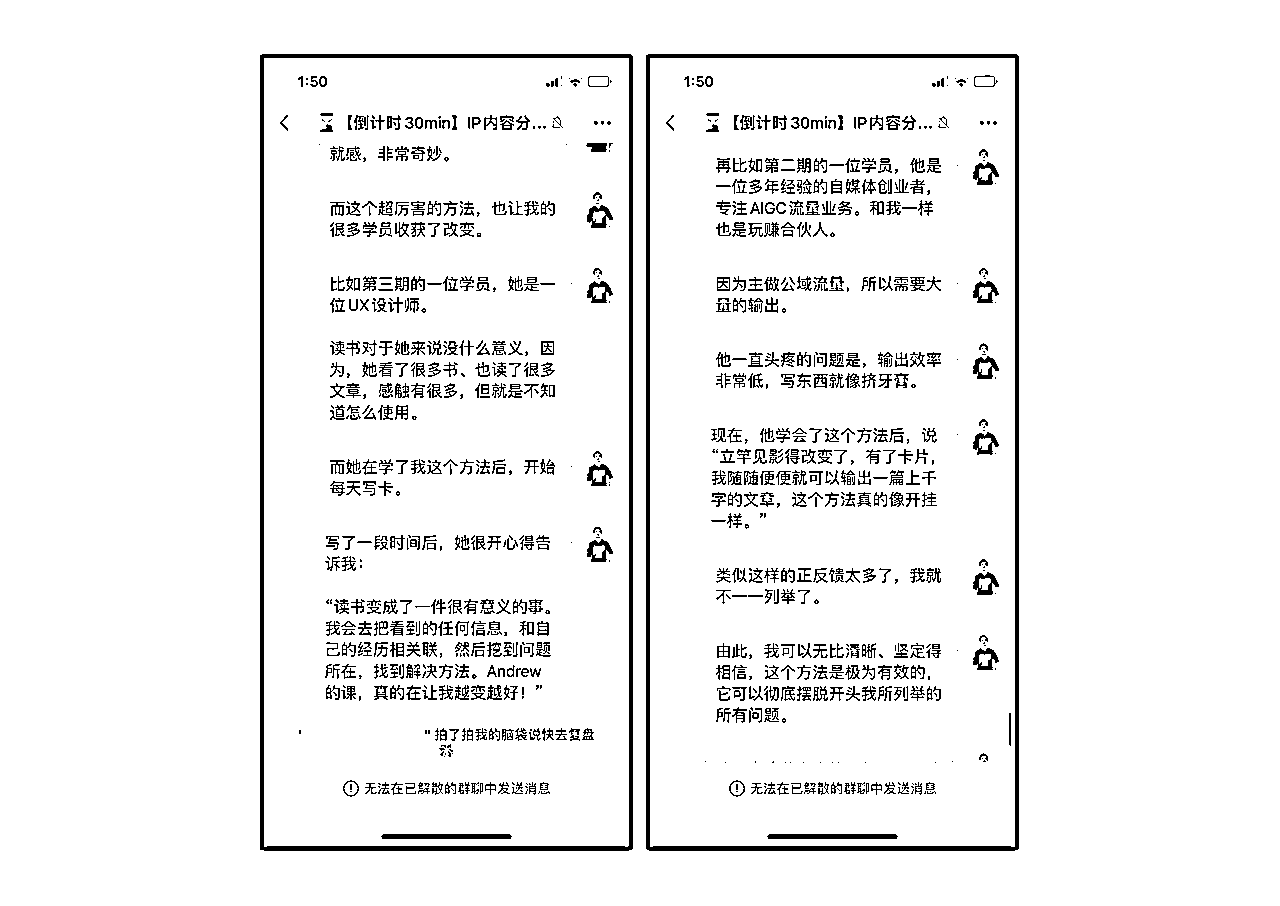 1:50
【倒计时30min】IP内容分...
就感，非常奇妙。
而这个超厉害的方法，也让我的
很多学员收获了改变。
比如第三期的一位学员，她是一
位UX设计师。
读书对于她来说没什么意义，因
为，她看了很多书、也读了很多
文章，感触有很多，但就是不知
道怎么使用。
而她在学了我这个方法后，开始
每天写卡。
写了一段时间后，她很开心得告
诉我：
“读书变成了一件很有意义的事。
我会去把看到的任何信息，和自
己的经历相关联，然后挖到问题
所在，找到解决方法。Andrew
的课，真的在让我越变越好！”
" 拍了拍我的脑袋说快去复盘
无法在已解散的群聊中发送消息
1:50
【倒计时30min】IP内容分...
再比如第二期的一位学员，他是
一位多年经验的自媒体创业者，
专注AIGC流量业务。和我一样
也是玩赚合伙人。
因为主做公域流量，所以需要大
量的输出。
他一直头疼的问题是，输出效率
非常低，写东西就像挤牙膏。
现在，他学会了这个方法后，说
“立竿见影得改变了，有了卡片，
我随随便便就可以输出一篇上千
字的文章，这个方法真的像开挂
一样。”
类似这样的正反馈太多了，我就
不一一列举了。
由此，我可以无比清晰、坚定得
相信，这个方法是极为有效的，
它可以彻底摆脱开头我所列举的
所有问题。
无法在已解散的群聊中发送消息